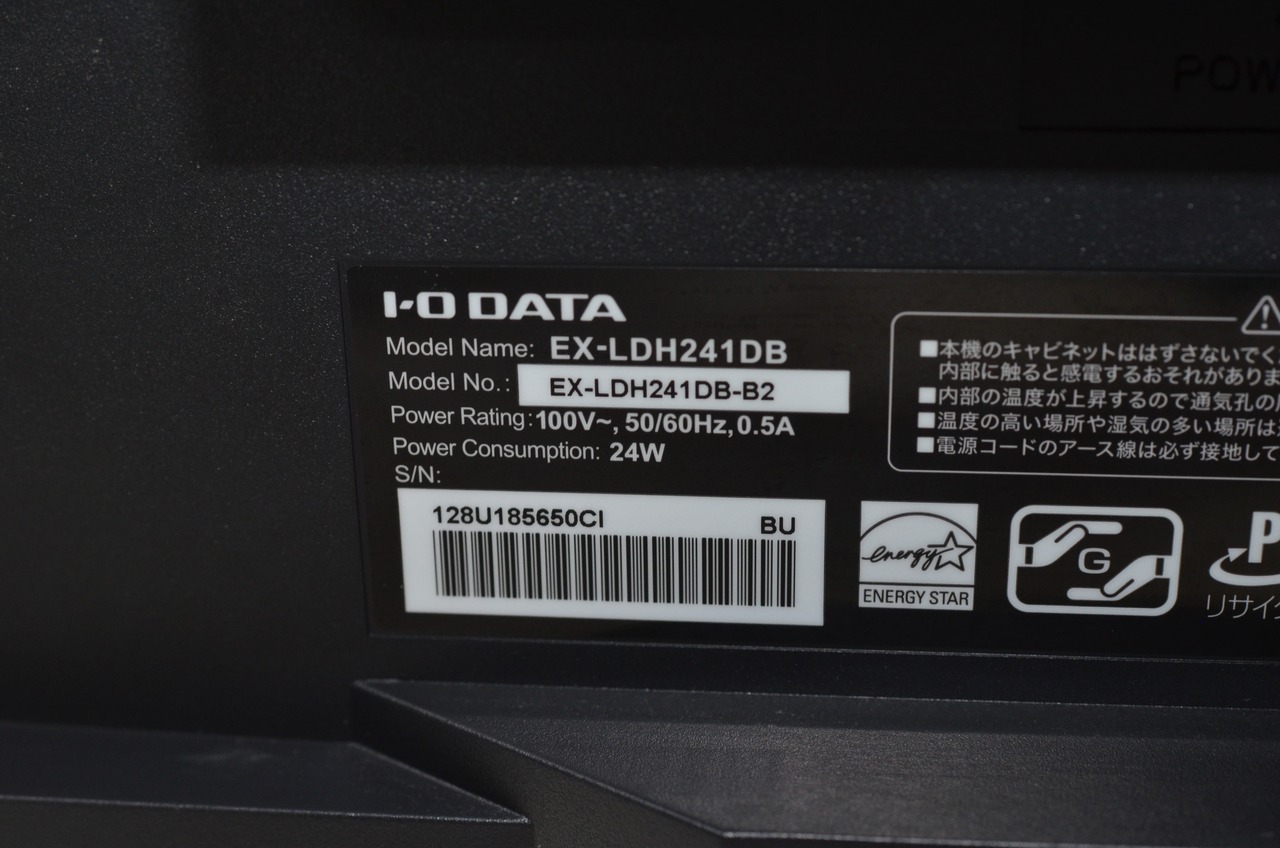 POW
I-O DATA
Model Name: EX-LDH241DB
Model No.: EX-LDH241DB-B2
Power Rating: 100V~, 50/60Hz, 0.5A
Power Consumption: 24W
S/N:
128U185650CI BU
■本機のキャビネットははずさないでく
内部に触ると感電するおそれがありま
■内部の温度が上昇するので通気孔の
■温度の高い場所や湿気の多い場所は
■電源コードのアース線は必ず接地して
energy
ENERGY STAR
G
P
リサイ